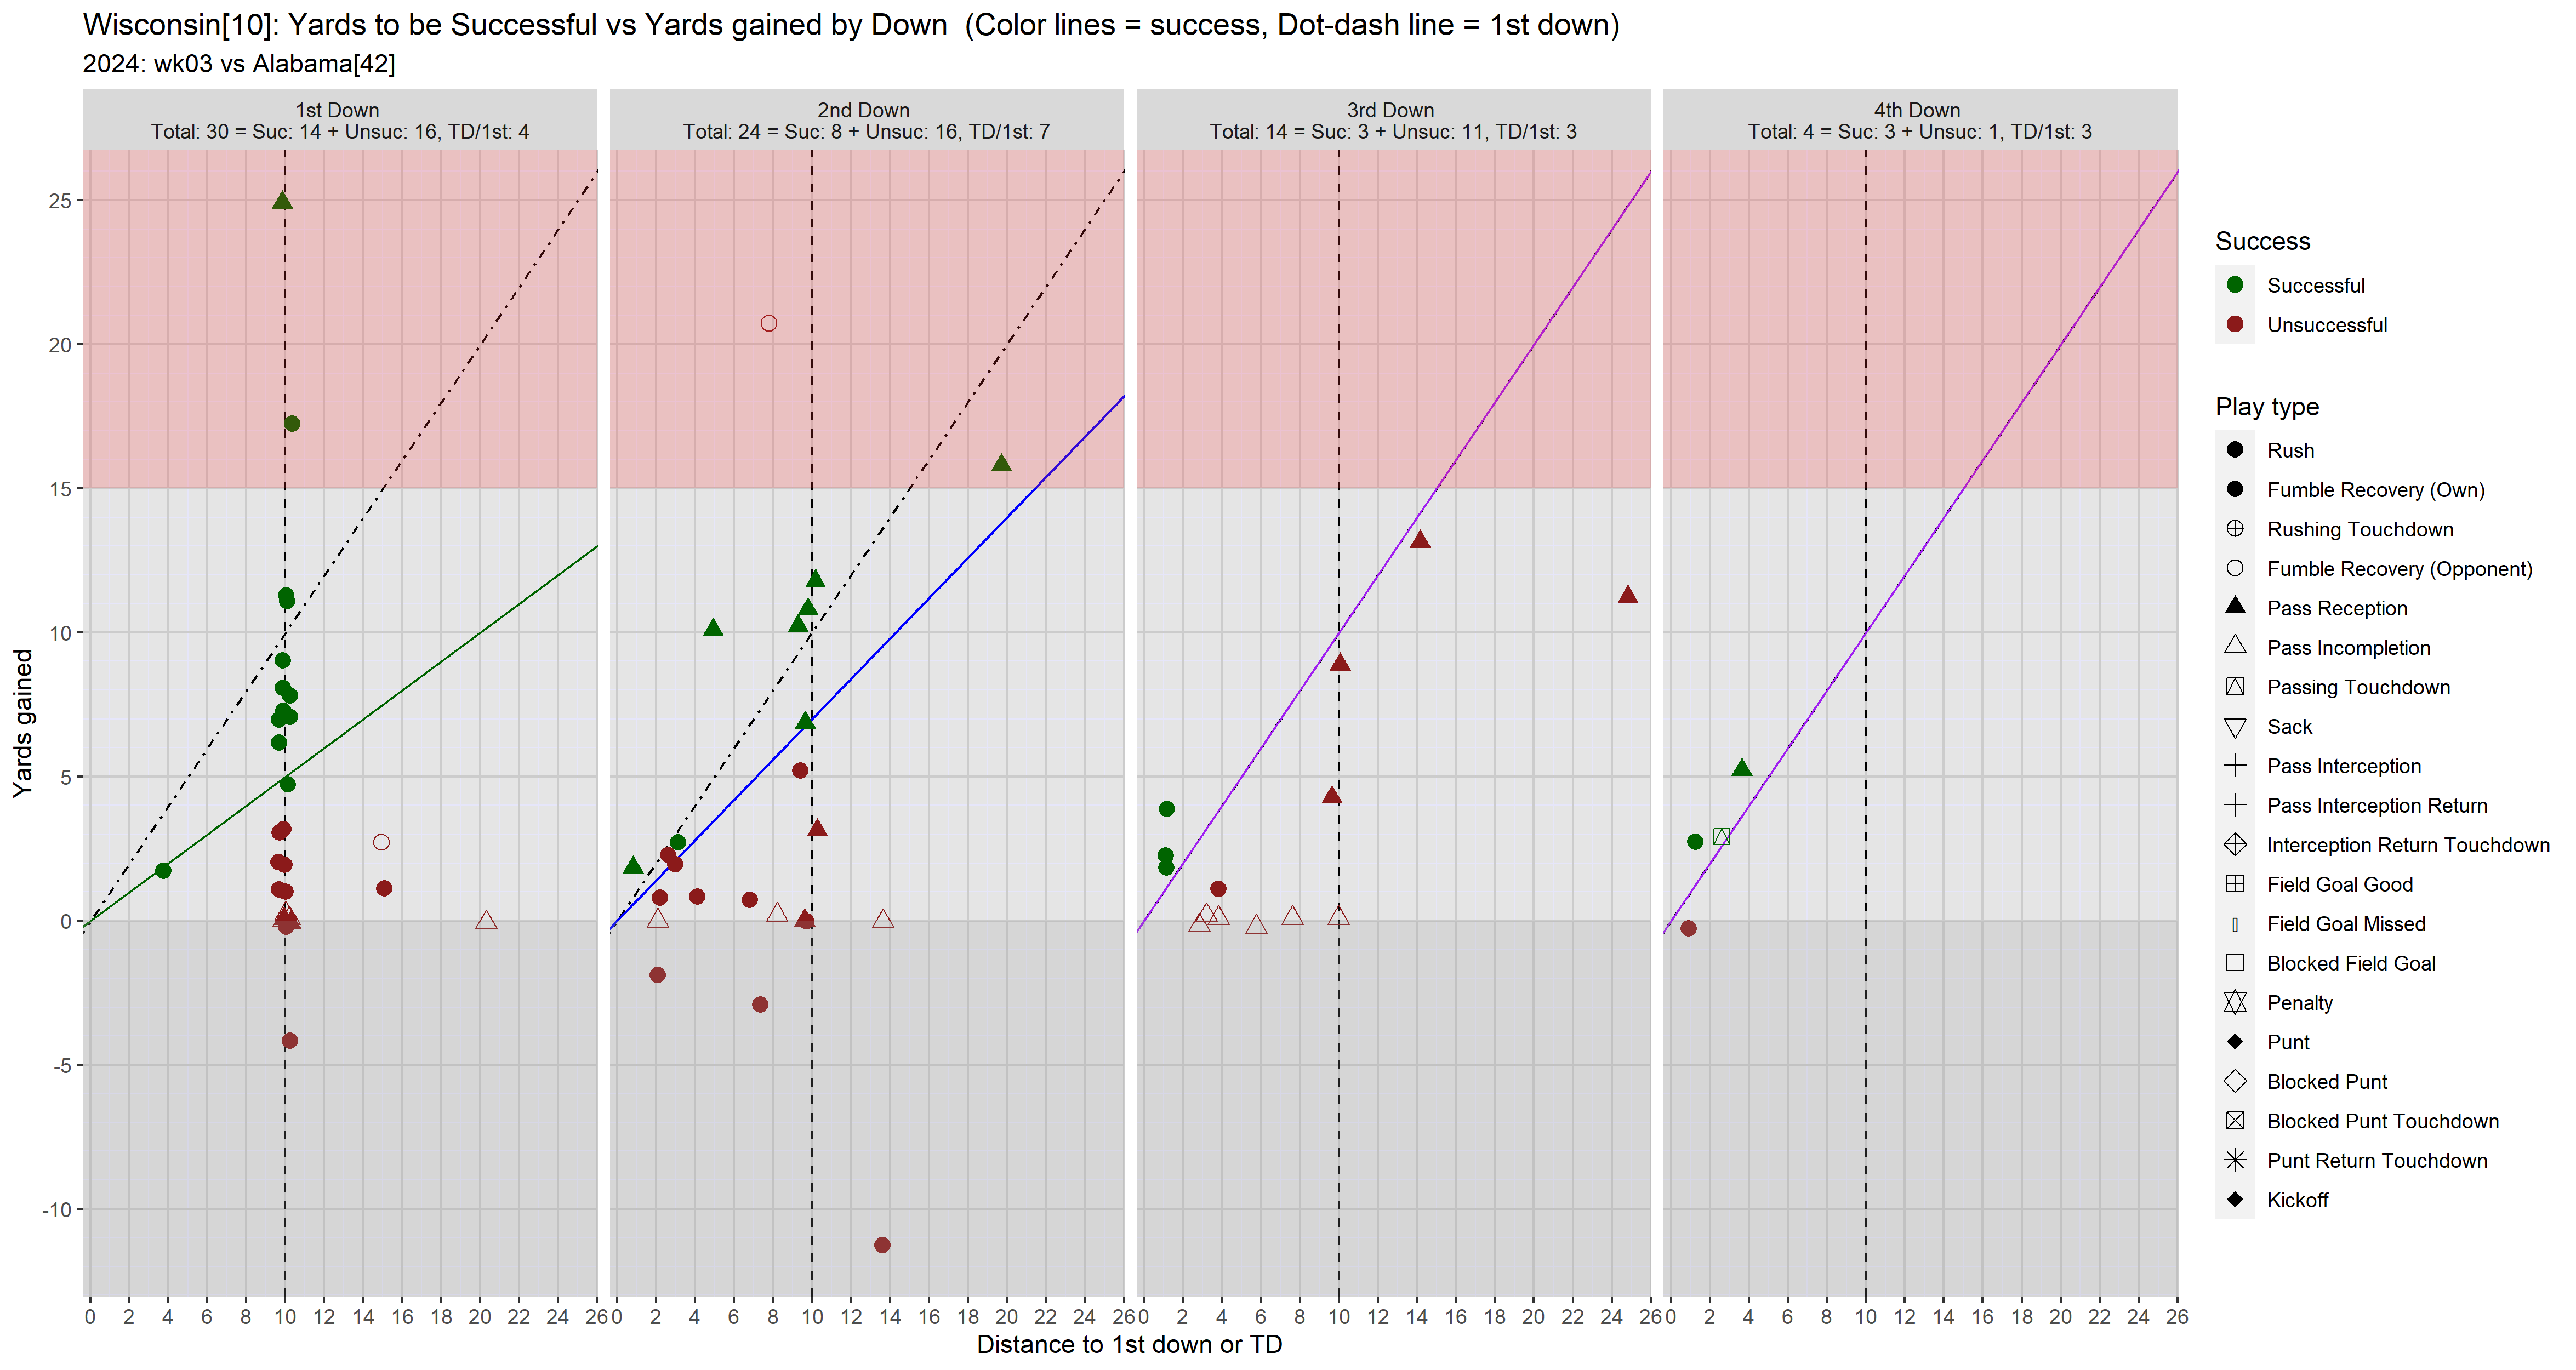 Wisconsin[10]: Yards to be Successful vs Yards gained by Down  (Color lines = success, Dot-dash line = 1st down)
2024: wk03 vs Alabama[42]
1st Down
Total: 30 = Suc: 14 + Unsuc: 16, TD/1st: 4
2nd Down
Total: 24 = Suc: 8 + Unsuc: 16, TD/1st: 7
3rd Down
Total: 14 = Suc: 3 + Unsuc: 11, TD/1st: 3
4th Down
Total: 4 = Suc: 3 + Unsuc: 1, TD/1st: 3
Yards gained
25
20
15
10
5
0
-5
-10
0 2 4 6 8 10 12 14 16 18 20 22 24 26
0 2 4 6 8 10 12 14 16 18 20 22 24 26
0 2 4 6 8 10 12 14 16 18 20 22 24 26
0 2 4 6 8 10 12 14 16 18 20 22 24 26
Distance to 1st down or TD
Success
Successful
Unsuccessful
Play type
Rush
Fumble Recovery (Own)
Rushing Touchdown
Fumble Recovery (Opponent)
Pass Reception
Pass Incompletion
Passing Touchdown
Sack
Pass Interception
Pass Interception Return
Interception Return Touchdown
Field Goal Good
Field Goal Missed
Blocked Field Goal
Penalty
Punt
Blocked Punt
Blocked Punt Touchdown
Punt Return Touchdown
Kickoff